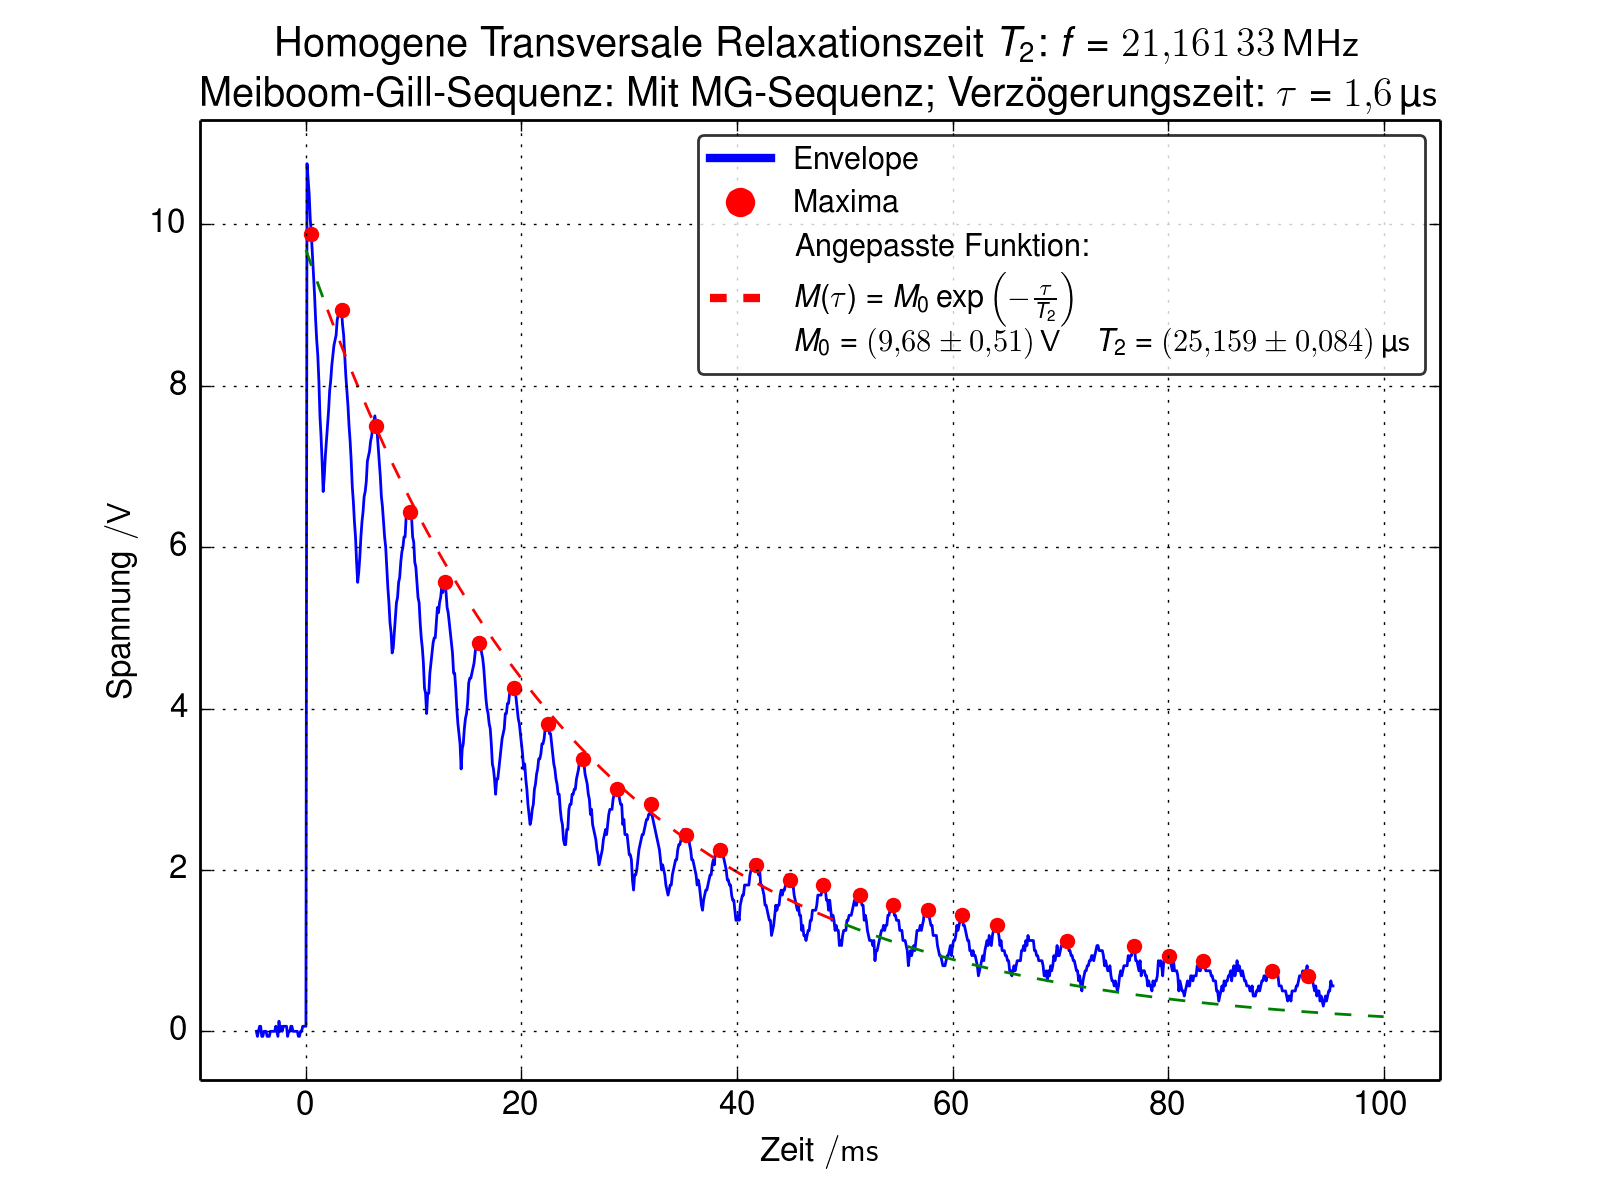 Homogene Transversale Relaxationszeit T₂: f = 21,161 33 MHz
Meiboom-Gill-Sequenz: Mit MG-Sequenz; Verzögerungszeit: τ = 1,6 µs
Envelope
Maxima
Angepasste Funktion:
M(τ) = M₀ exp (−τ/T₂)
M₀ = (9,68 ± 0,51) V T₂ = (25,159 ± 0,084) µs
10
8
6
4
2
0
Spannung /V
0 20 40 60 80 100
Zeit /ms